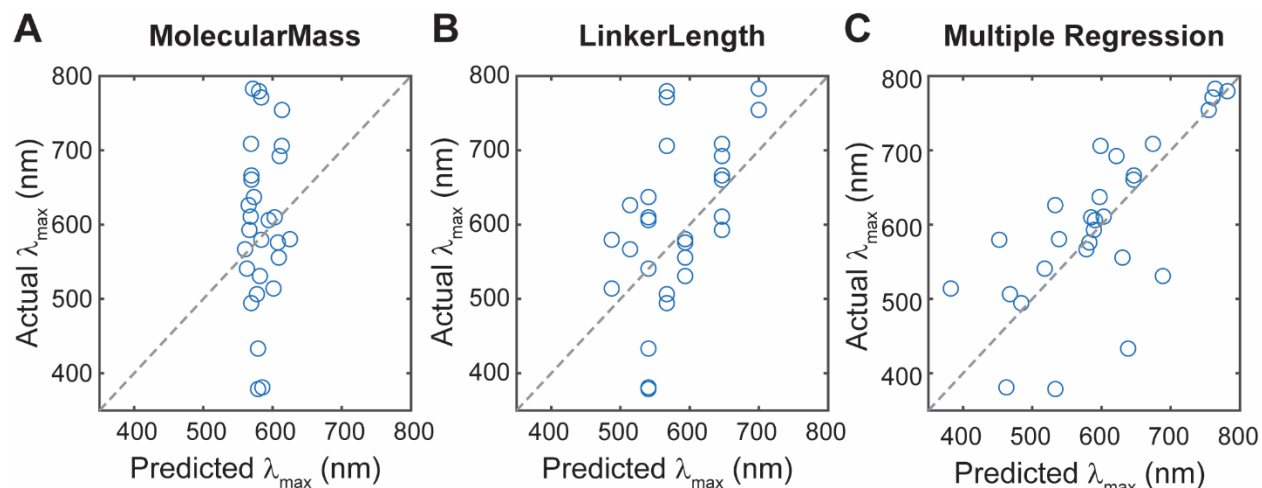 A MolecularMass
B LinkerLength
C Multiple Regression
Actual λmax (nm)
800
700
600
500
400
400 500 600 700 800
Predicted λmax (nm)
Actual λmax (nm)
800
700
600
500
400
400 500 600 700 800
Predicted λmax (nm)
Actual λmax (nm)
800
700
600
500
400
400 500 600 700 800
Predicted λmax (nm)